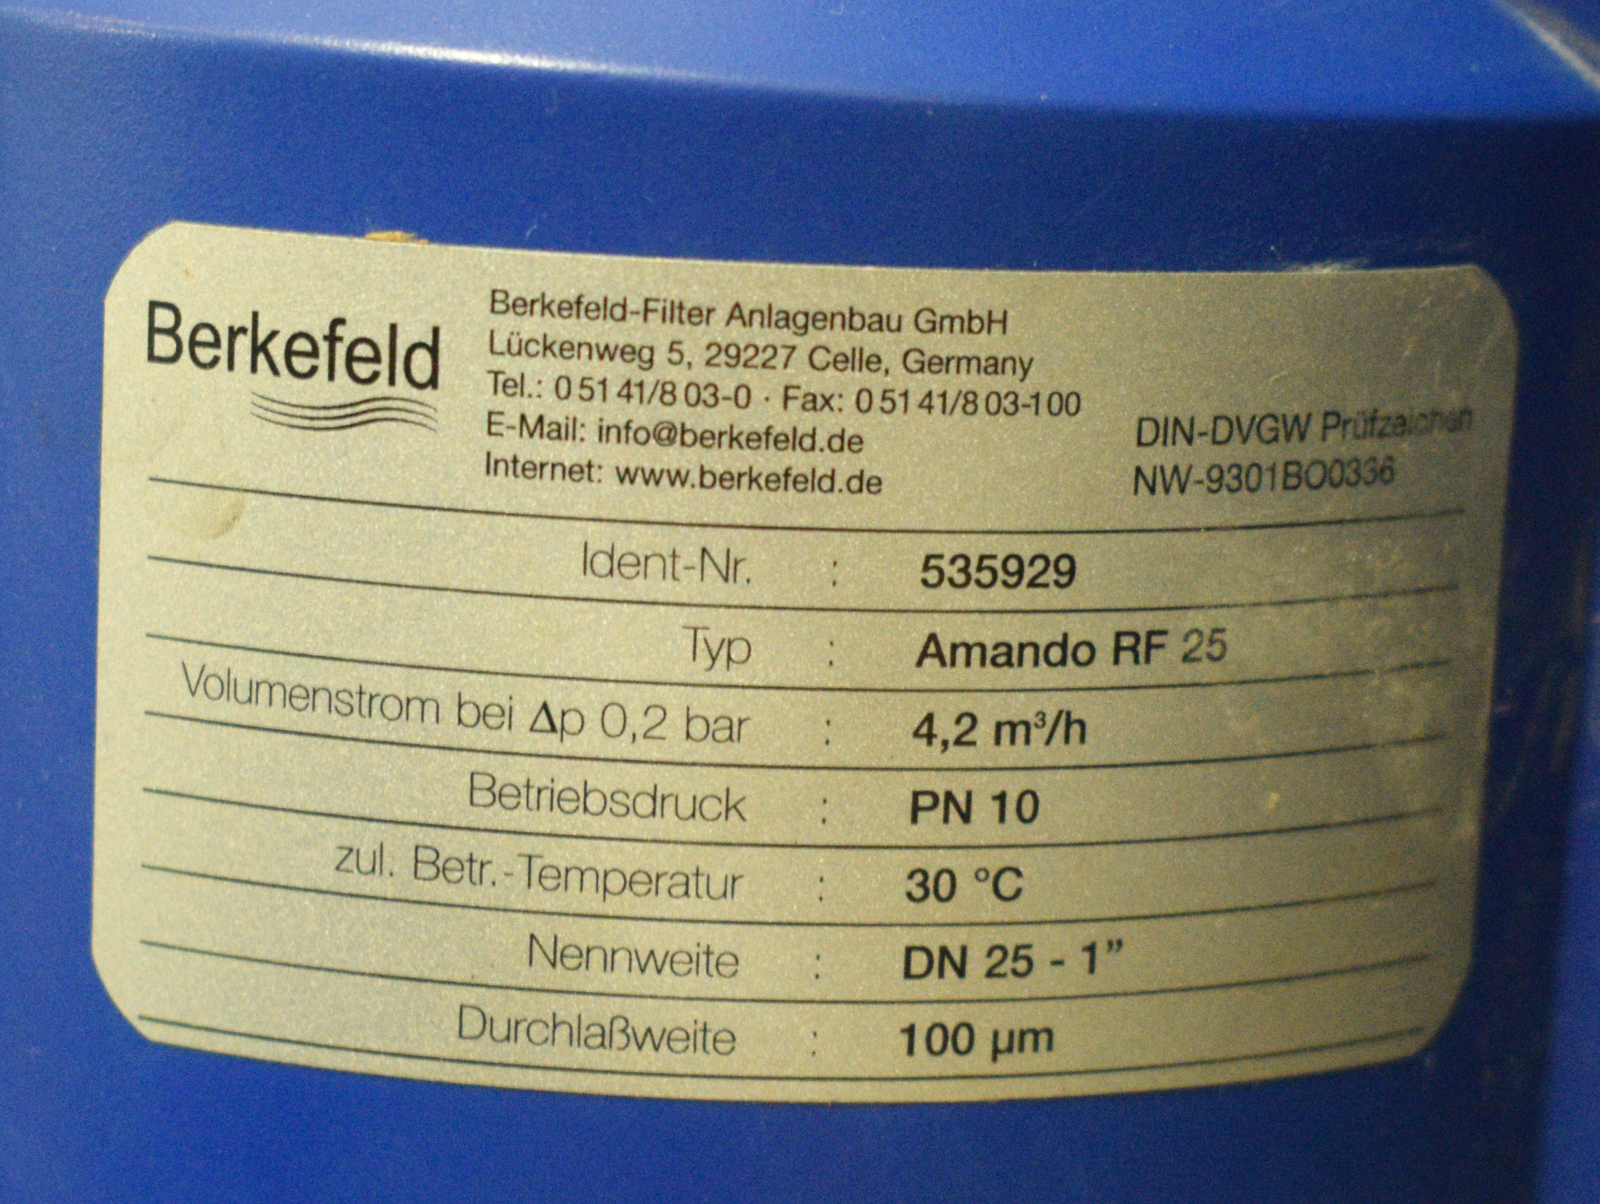 Berkefeld
Berkefeld-Filter Anlagenbau GmbH
Lückenweg 5, 29227 Celle, Germany
Tel.: 0 51 41/8 03-0 · Fax: 0 51 41/8 03-100
E-Mail: info@berkefeld.de
Internet: www.berkefeld.de
DIN-DVGW Prüfzeichen
NW-9301BO0336
Ident-Nr. : 535929
Typ : Amando RF 25
Volumenstrom bei Δp 0,2 bar : 4,2 m³/h
Betriebsdruck : PN 10
zul. Betr.-Temperatur : 30 °C
Nennweite : DN 25 - 1”
Durchlaßweite : 100 µm